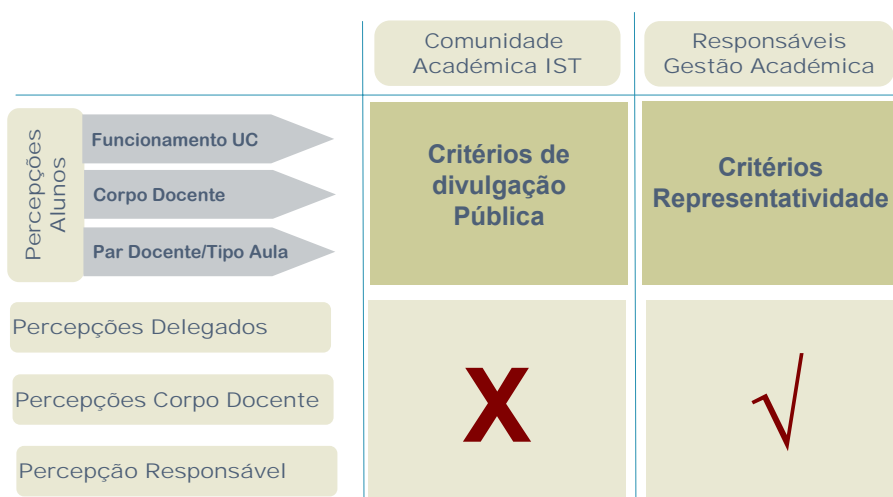 Comunidade
Académica IST
Responsáveis
Gestão Académica
Percepções
Alunos
Funcionamento UC
Corpo Docente
Par Docente/Tipo Aula
Critérios de
divulgação
Pública
Critérios
Representatividade
Percepções Delegados
Percepções Corpo Docente
Percepção Responsável
X
√